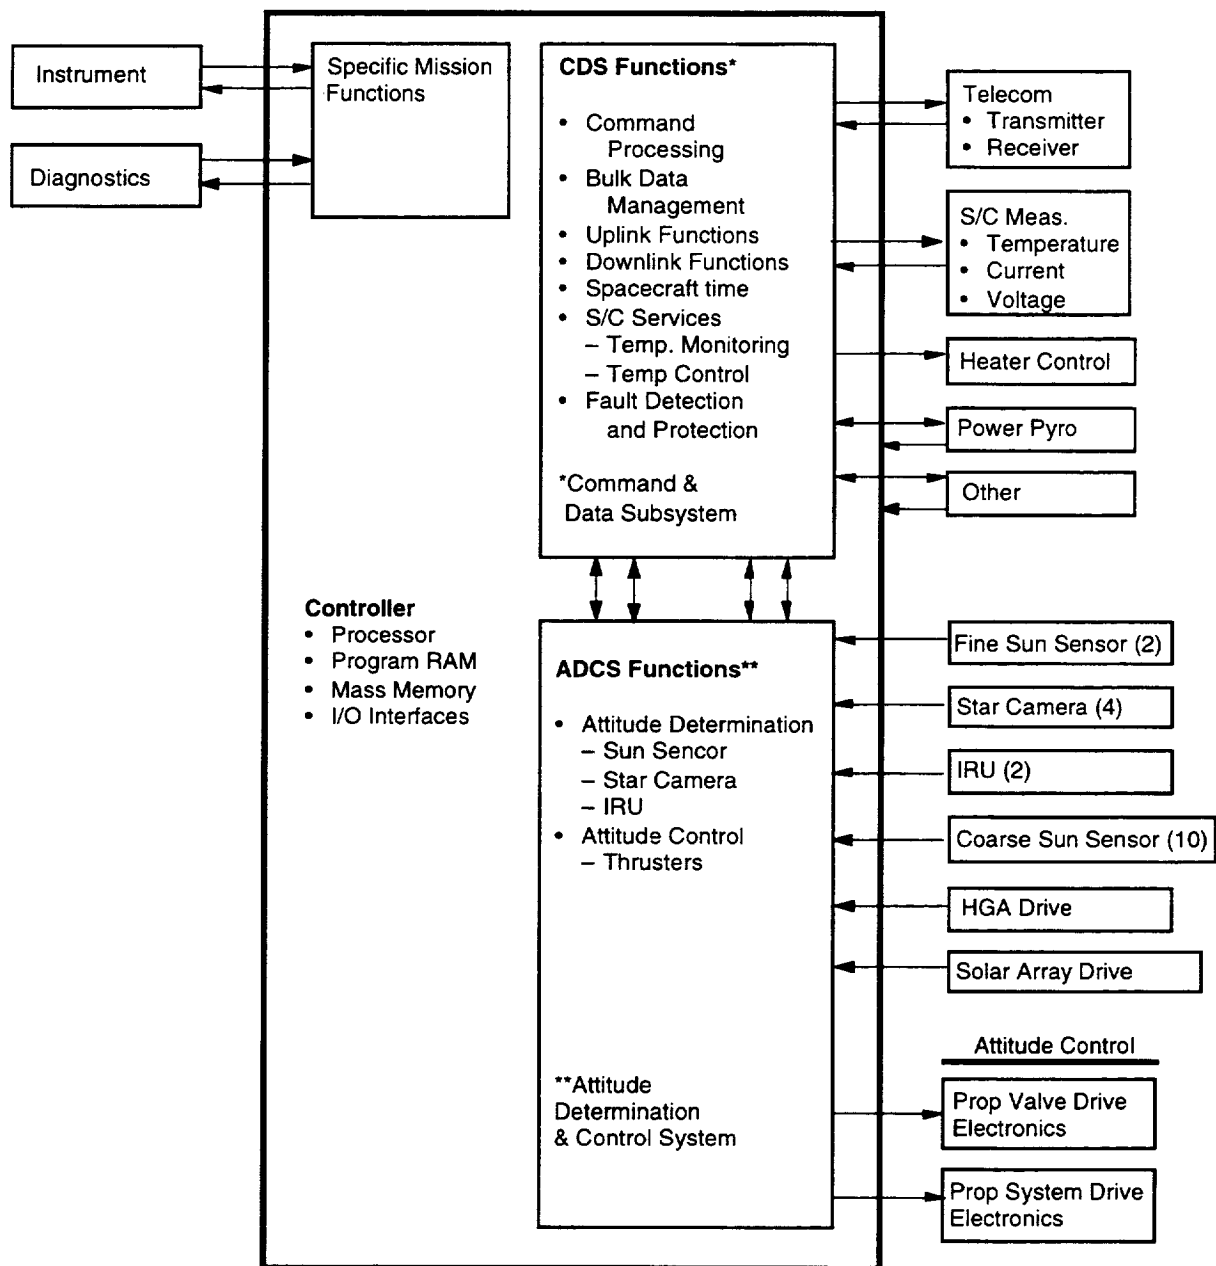 Instrument
Diagnostics
Specific Mission
Functions
Controller
• Processor
• Program RAM
• Mass Memory
• I/O Interfaces
CDS Functions*
• Command
Processing
• Bulk Data
Management
• Uplink Functions
• Downlink Functions
• Spacecraft time
• S/C Services
– Temp. Monitoring
– Temp Control
• Fault Detection
and Protection
*Command &
Data Subsystem
ADCS Functions**
• Attitude Determination
– Sun Sencor
– Star Camera
– IRU
• Attitude Control
– Thrusters
**Attitude
Determination
& Control System
Telecom
• Transmitter
• Receiver
S/C Meas.
• Temperature
• Current
• Voltage
Heater Control
Power Pyro
Other
Fine Sun Sensor (2)
Star Camera (4)
IRU (2)
Coarse Sun Sensor (10)
HGA Drive
Solar Array Drive
Attitude Control
Prop Valve Drive
Electronics
Prop System Drive
Electronics